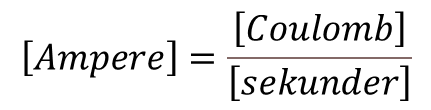 [Ampere] = [Coulomb] / [sekunder]